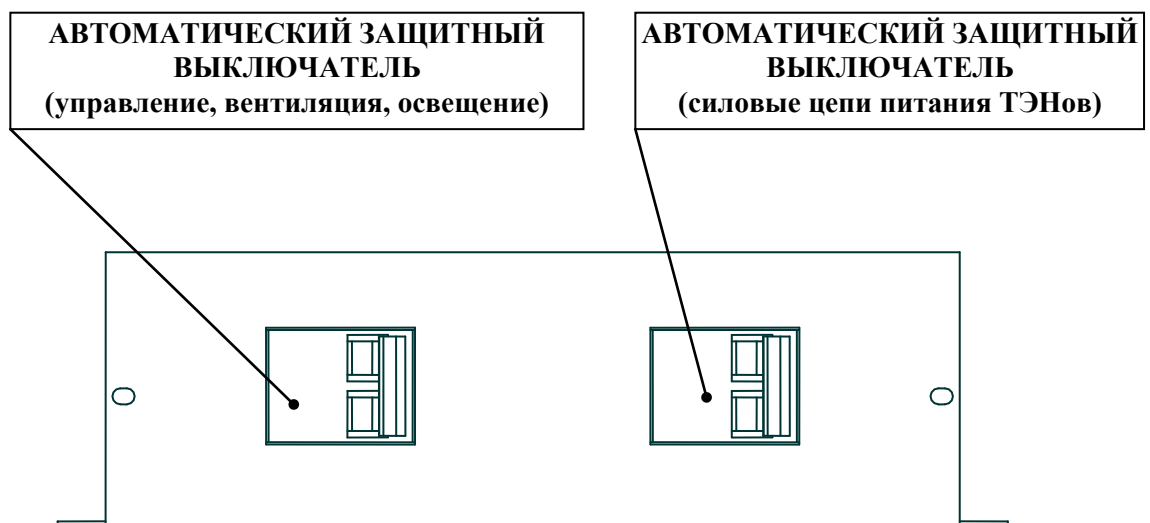 АВТОМАТИЧЕСКИЙ ЗАЩИТНЫЙ
ВЫКЛЮЧАТЕЛЬ
(управление, вентиляция, освещение)
АВТОМАТИЧЕСКИЙ ЗАЩИТНЫЙ
ВЫКЛЮЧАТЕЛЬ
(силовые цепи питания ТЭНов)